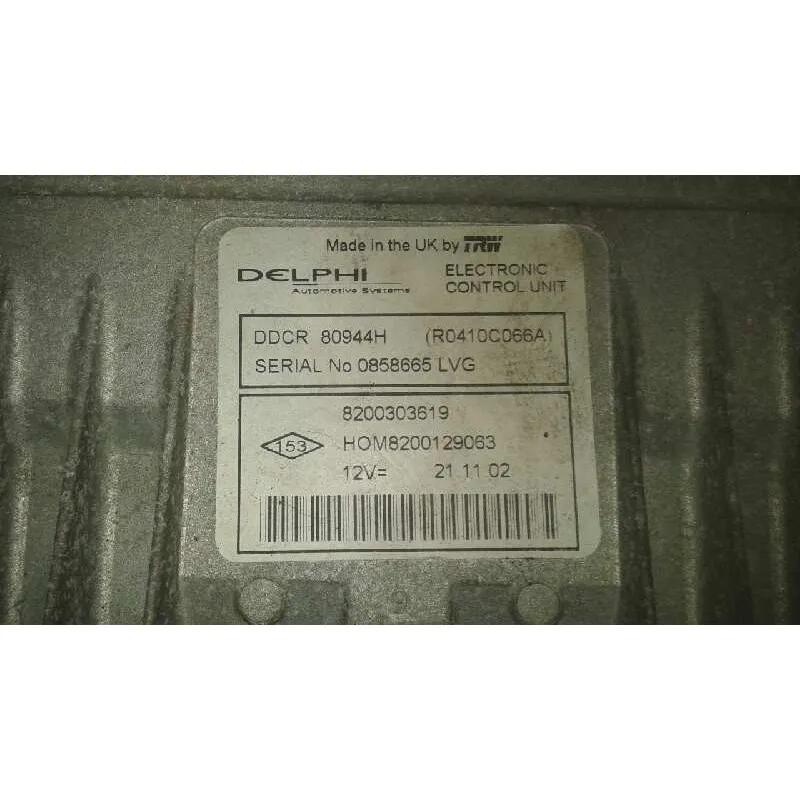 Made in the UK by TRW
DELPHI
Automotive Systems
ELECTRONIC
CONTROL UNIT
DDCR 80944H (R0410C066A)
SERIAL No 0858665 LVG
8200303619
153 HOM8200129063
12V= 21 11 02